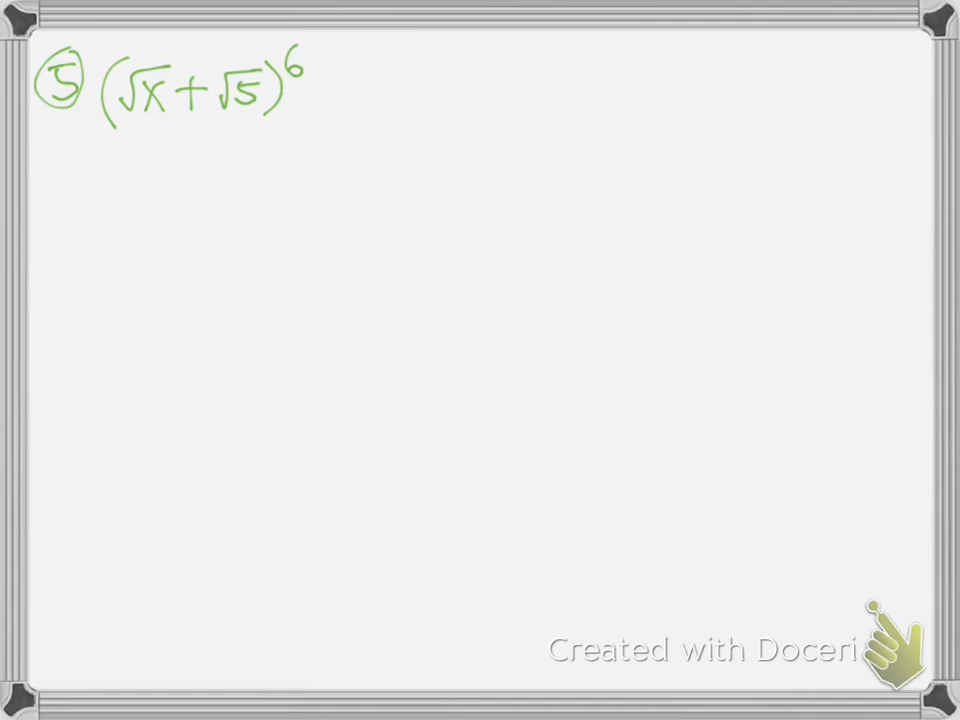 ⑤ (√x + √5)⁶
Created with Doceri